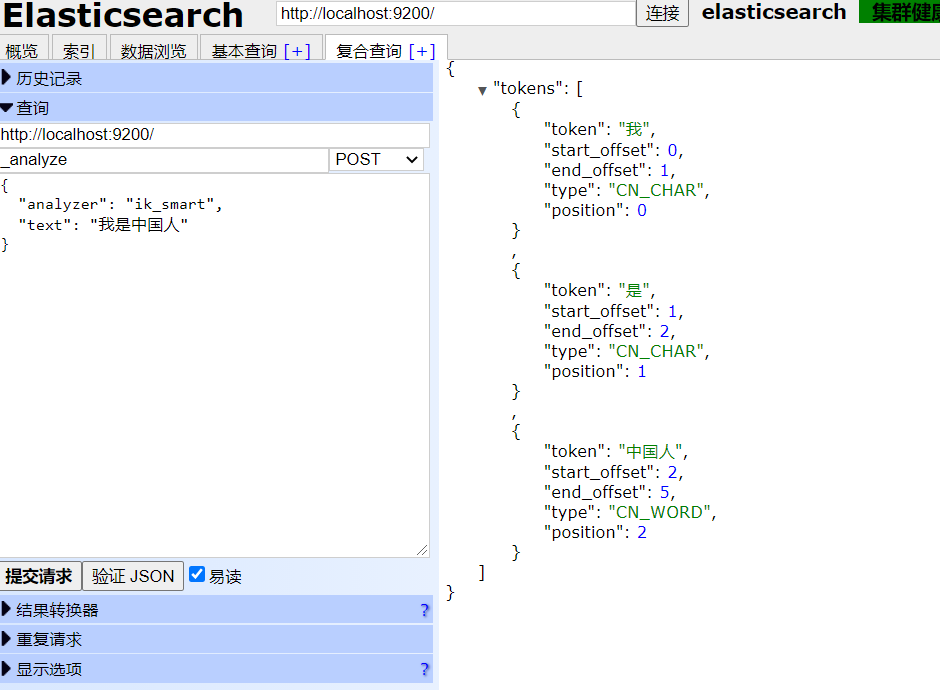 Elasticsearch
http://localhost:9200/
连接
elasticsearch
集群健康
概览
索引
数据浏览
基本查询 [+]
复合查询 [+]
历史记录
查询
http://localhost:9200/
_analyze
POST
{
"analyzer": "ik_smart",
"text": "我是中国人"
}
提交请求
验证 JSON
易读
结果转换器
?
重复请求
显示选项
?
{
"tokens": [
{
"token": "我",
"start_offset": 0,
"end_offset": 1,
"type": "CN_CHAR",
"position": 0
}
,
{
"token": "是",
"start_offset": 1,
"end_offset": 2,
"type": "CN_CHAR",
"position": 1
}
,
{
"token": "中国人",
"start_offset": 2,
"end_offset": 5,
"type": "CN_WORD",
"position": 2
}
]
}